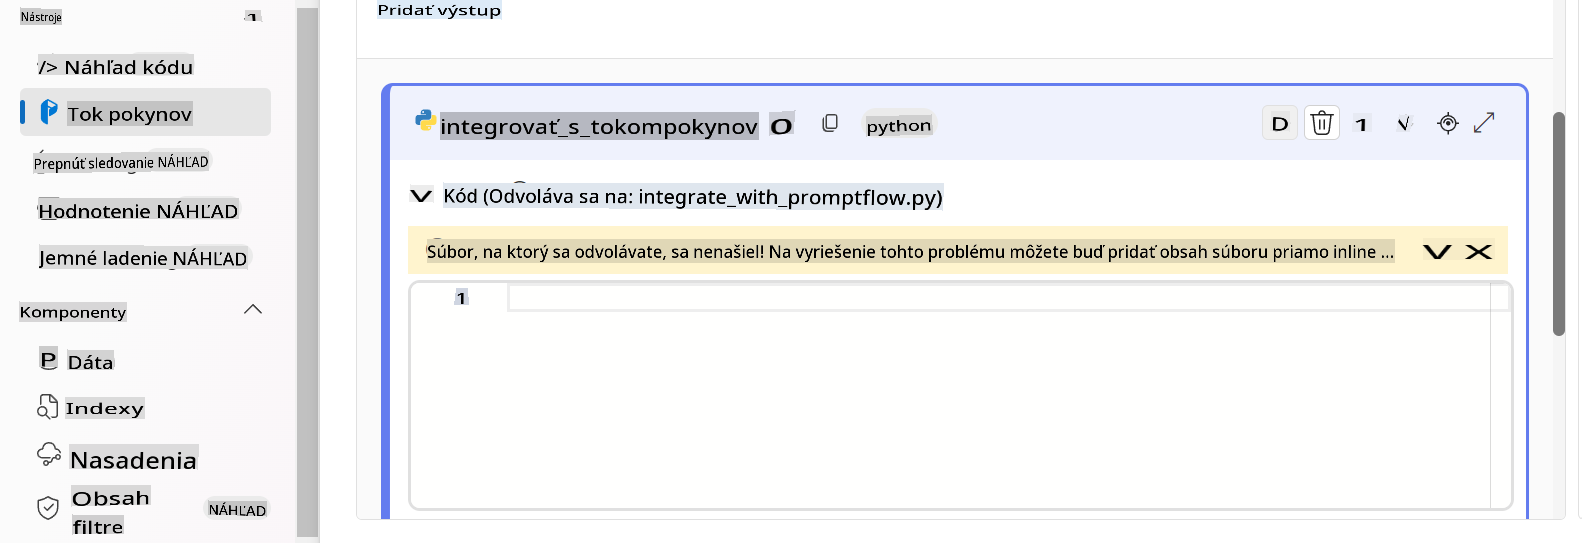 Nástroje
</> Náhľad kódu
Tok pokynov
Prepnúť sledovanie NÁHĽAD
Hodnotenie NÁHĽAD
Jemné ladenie NÁHĽAD
Komponenty
P Dáta
Indexy
Nasadenia
Obsah
filtre
NÁHĽAD
Pridať výstup
integrovať_s_tokompokynov O python D 1
Kód (Odvoláva sa na: integrate_with_promptflow.py)
Súbor, na ktorý sa odvolávate, sa nenašiel! Na vyriešenie tohto problému môžete buď pridať obsah súboru priamo inline ...
1